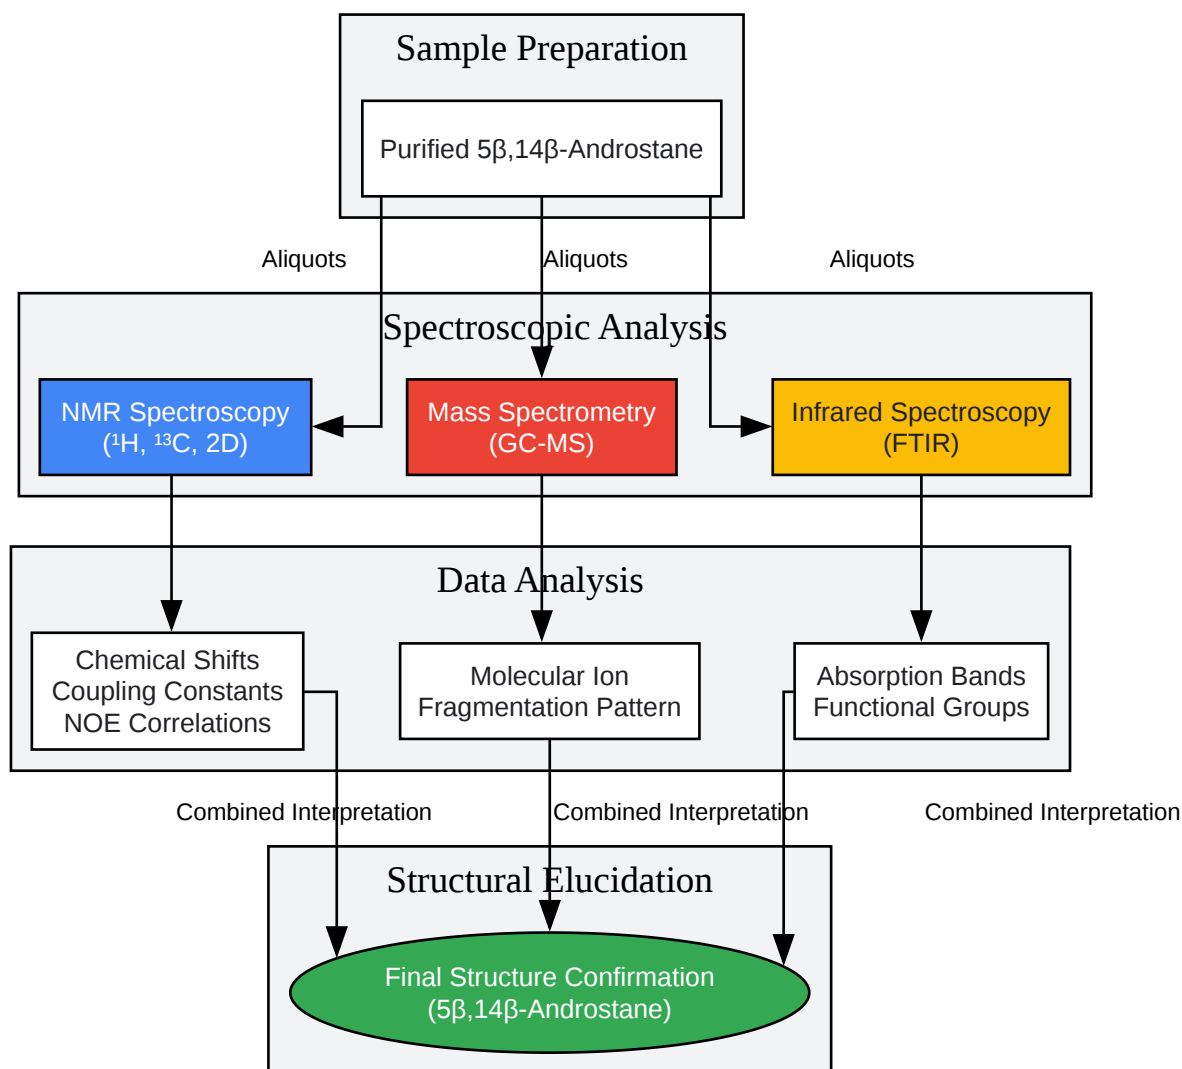 Sample Preparation
Purified 5β,14β-Androstane
Aliquots
Aliquots
Aliquots
Spectroscopic Analysis
NMR Spectroscopy
(¹H, ¹³C, 2D)
Mass Spectrometry
(GC-MS)
Infrared Spectroscopy
(FTIR)
Data Analysis
Chemical Shifts
Coupling Constants
NOE Correlations
Molecular Ion
Fragmentation Pattern
Absorption Bands
Functional Groups
Combined Interpretation
Combined Interpretation
Combined Interpretation
Structural Elucidation
Final Structure Confirmation
(5β,14β-Androstane)